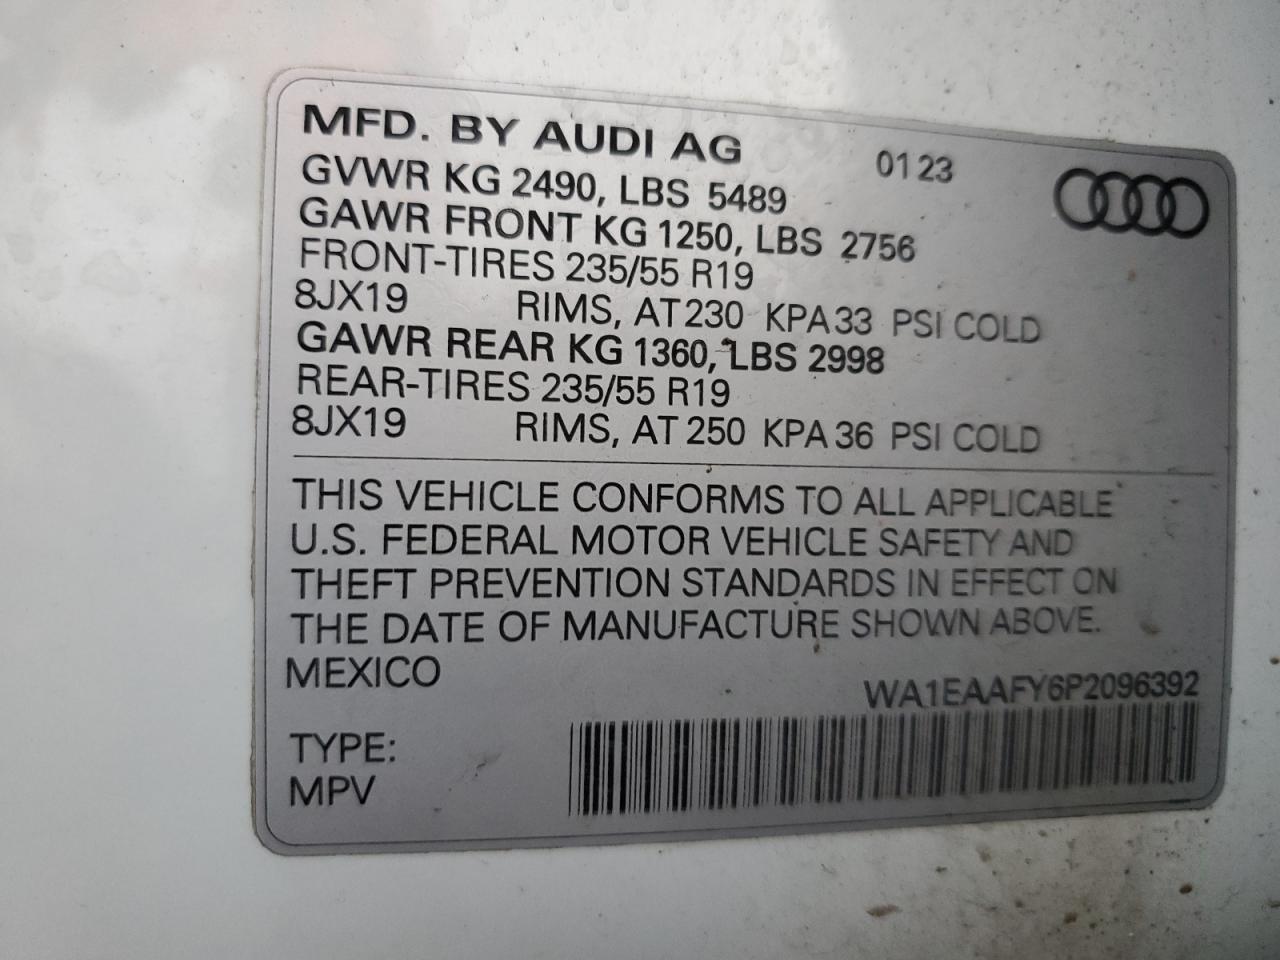 MFD. BY AUDI AG 01 23
GVWR KG 2490, LBS 5489
GAWR FRONT KG 1250, LBS 2756
FRONT-TIRES 235/55 R19
8JX19 RIMS, AT 230 KPA 33 PSI COLD
GAWR REAR KG 1360, LBS 2998
REAR-TIRES 235/55 R19
8JX19 RIMS, AT 250 KPA 36 PSI COLD
THIS VEHICLE CONFORMS TO ALL APPLICABLE
U.S. FEDERAL MOTOR VEHICLE SAFETY AND
THEFT PREVENTION STANDARDS IN EFFECT ON
THE DATE OF MANUFACTURE SHOWN ABOVE.
MEXICO
WA1EAAFY6P2096392
TYPE:
MPV